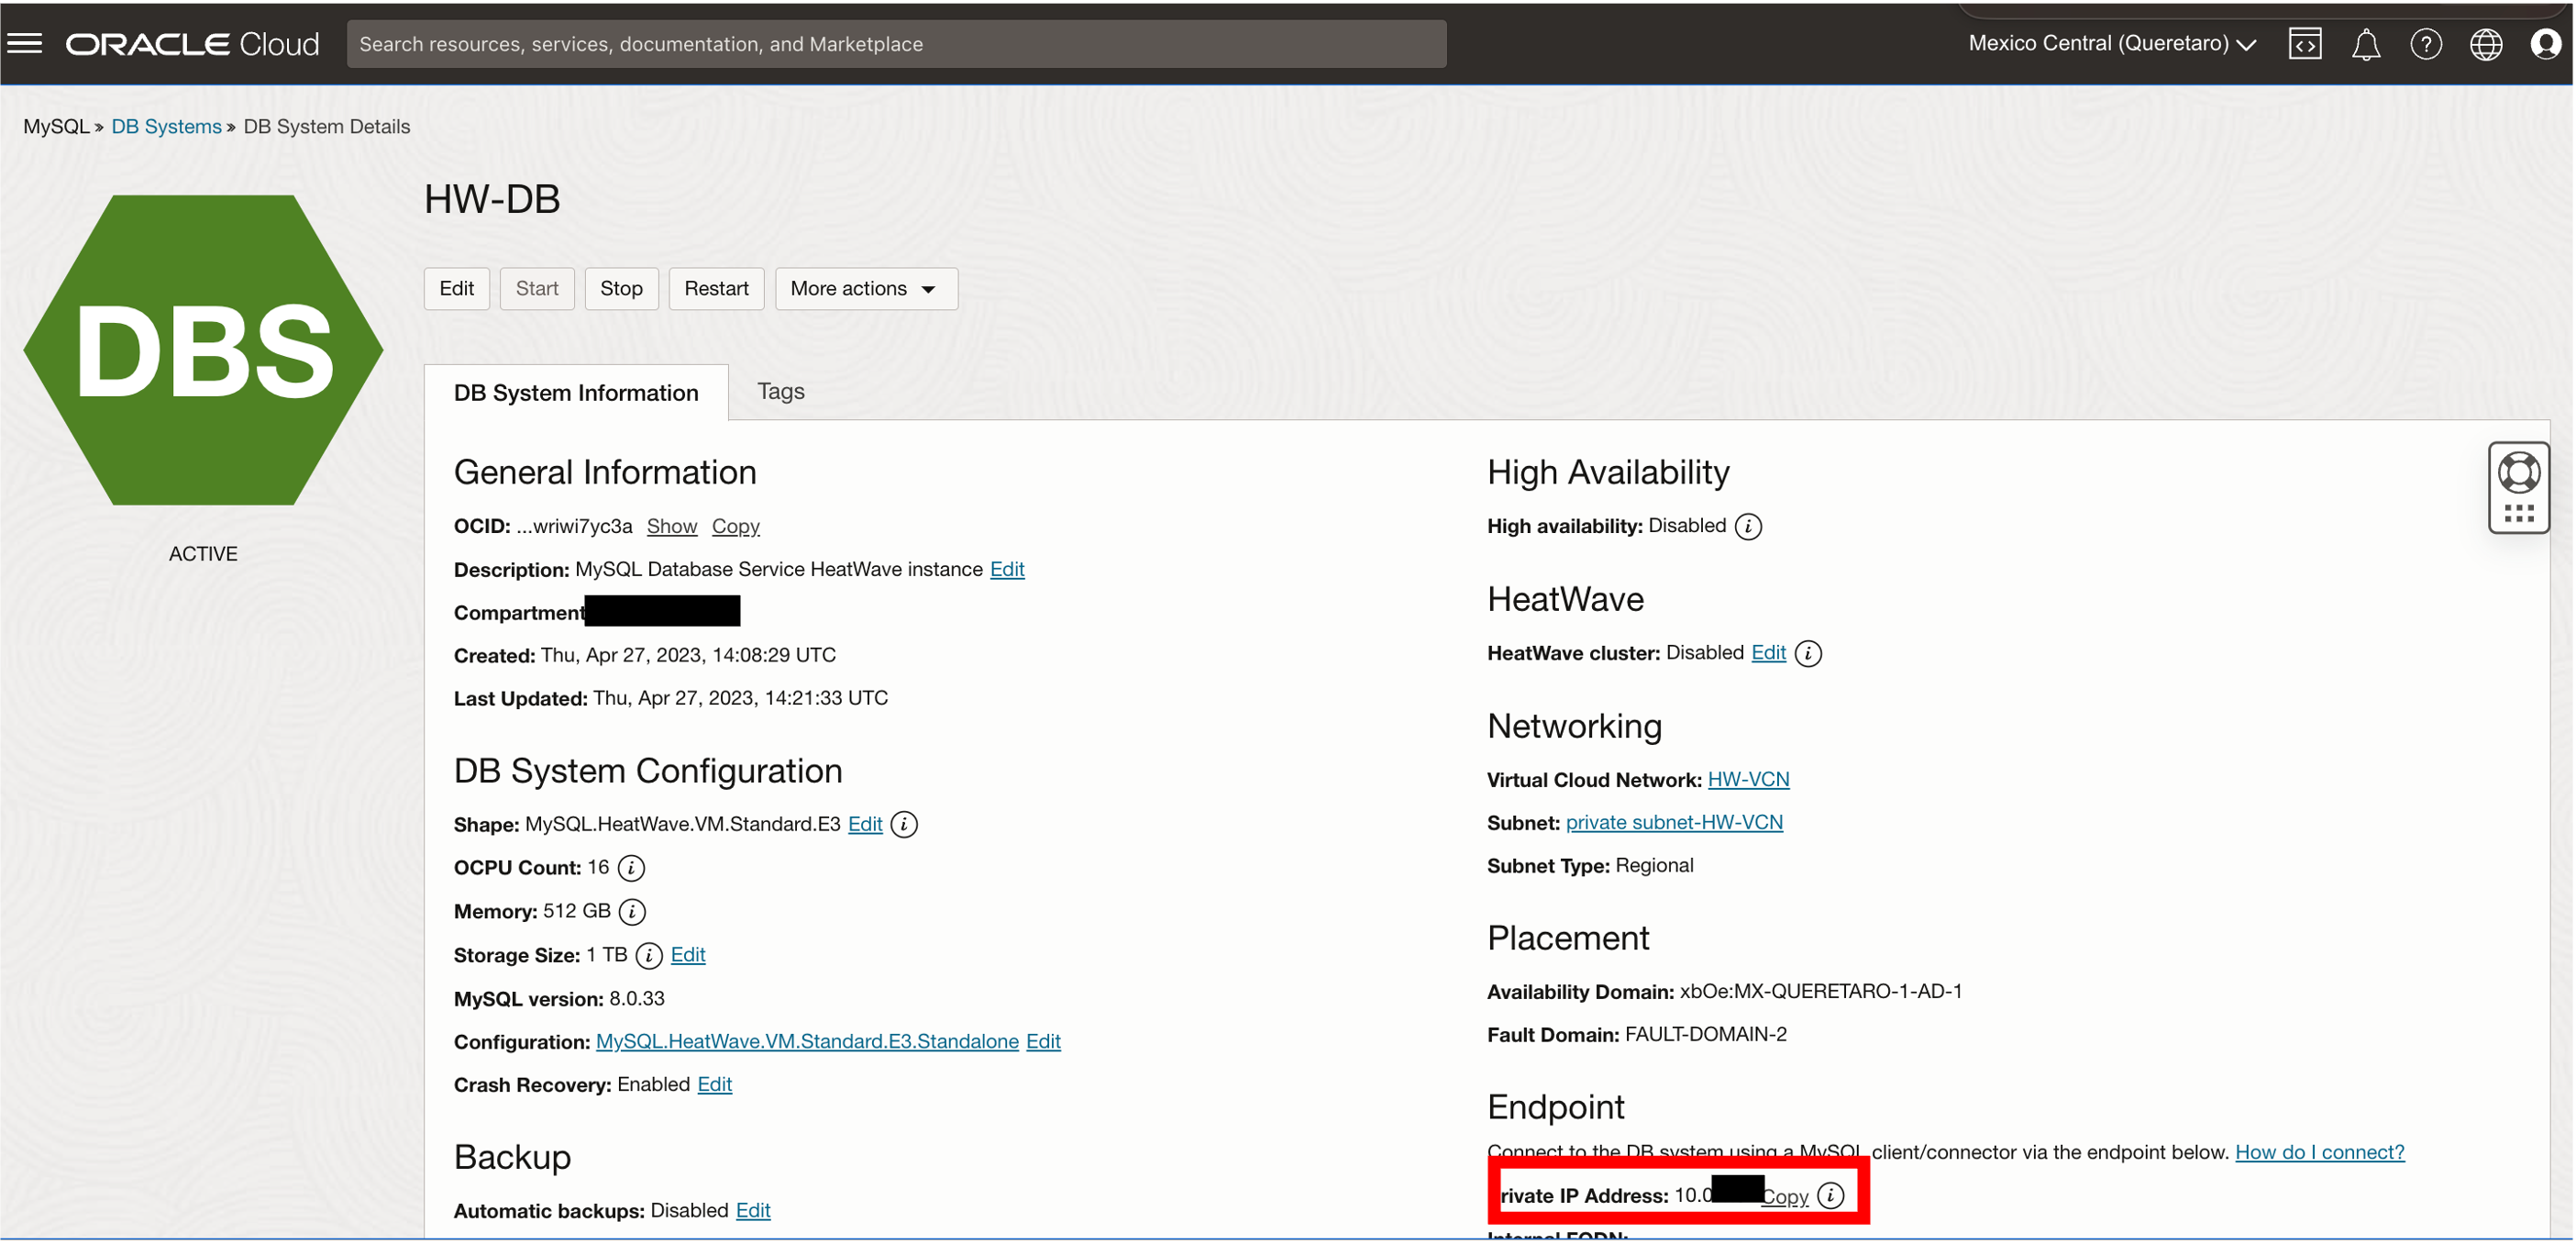 ORACLE Cloud
Search resources, services, documentation, and Marketplace
Mexico Central (Queretaro)
MySQL » DB Systems » DB System Details
DBS
ACTIVE
HW-DB
Edit Start Stop Restart More actions
DB System Information Tags
General Information
OCID: ...wriwi7yc3a Show Copy
Description: MySQL Database Service HeatWave instance Edit
Compartment
Created: Thu, Apr 27, 2023, 14:08:29 UTC
Last Updated: Thu, Apr 27, 2023, 14:21:33 UTC
DB System Configuration
Shape: MySQL.HeatWave.VM.Standard.E3 Edit
OCPU Count: 16
Memory: 512 GB
Storage Size: 1 TB Edit
MySQL version: 8.0.33
Configuration: MySQL.HeatWave.VM.Standard.E3.Standalone Edit
Crash Recovery: Enabled Edit
Backup
Automatic backups: Disabled Edit
High Availability
High availability: Disabled
HeatWave
HeatWave cluster: Disabled Edit
Networking
Virtual Cloud Network: HW-VCN
Subnet: private subnet-HW-VCN
Subnet Type: Regional
Placement
Availability Domain: xbOe:MX-QUERETARO-1-AD-1
Fault Domain: FAULT-DOMAIN-2
Endpoint
Connect to the DB system using a MySQL client/connector via the endpoint below. How do I connect?
rivate IP Address: 10.0 Copy
Internal FQDN: